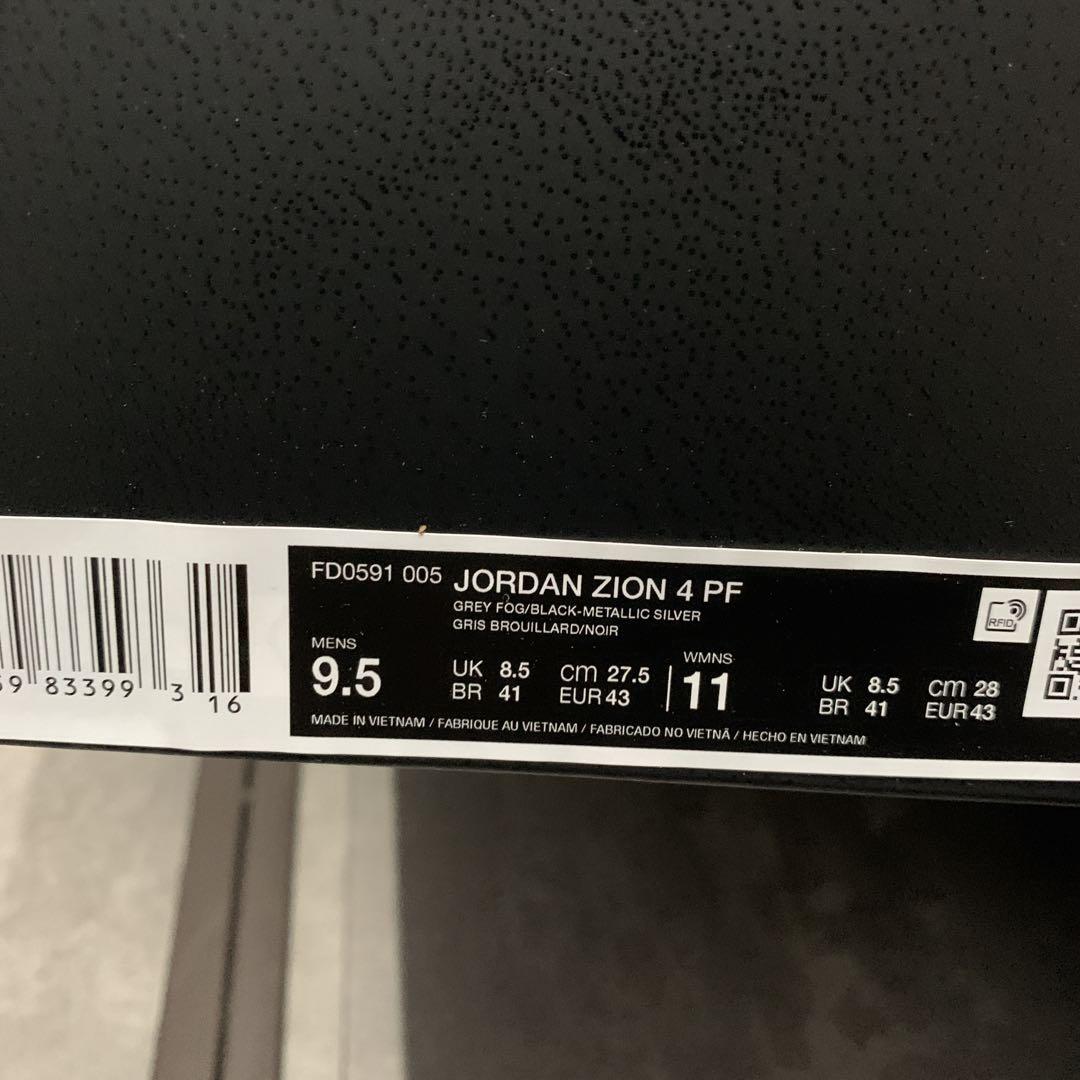 FD0591 005 JORDAN ZION 4 PF
GREY FOG/BLACK-METALLIC SILVER
GRIS BROUILLARD/NOIR
MENS
9.5
UK 8.5 cm 27.5
BR 41 EUR 43
WMNS
11
UK 8.5 cm 28
BR 41 EUR 43
MADE IN VIETNAM / FABRIQUE AU VIETNAM / FABRICADO NO VIETNÃ / HECHO EN VIETNAM
RFID
9 83399 3 16